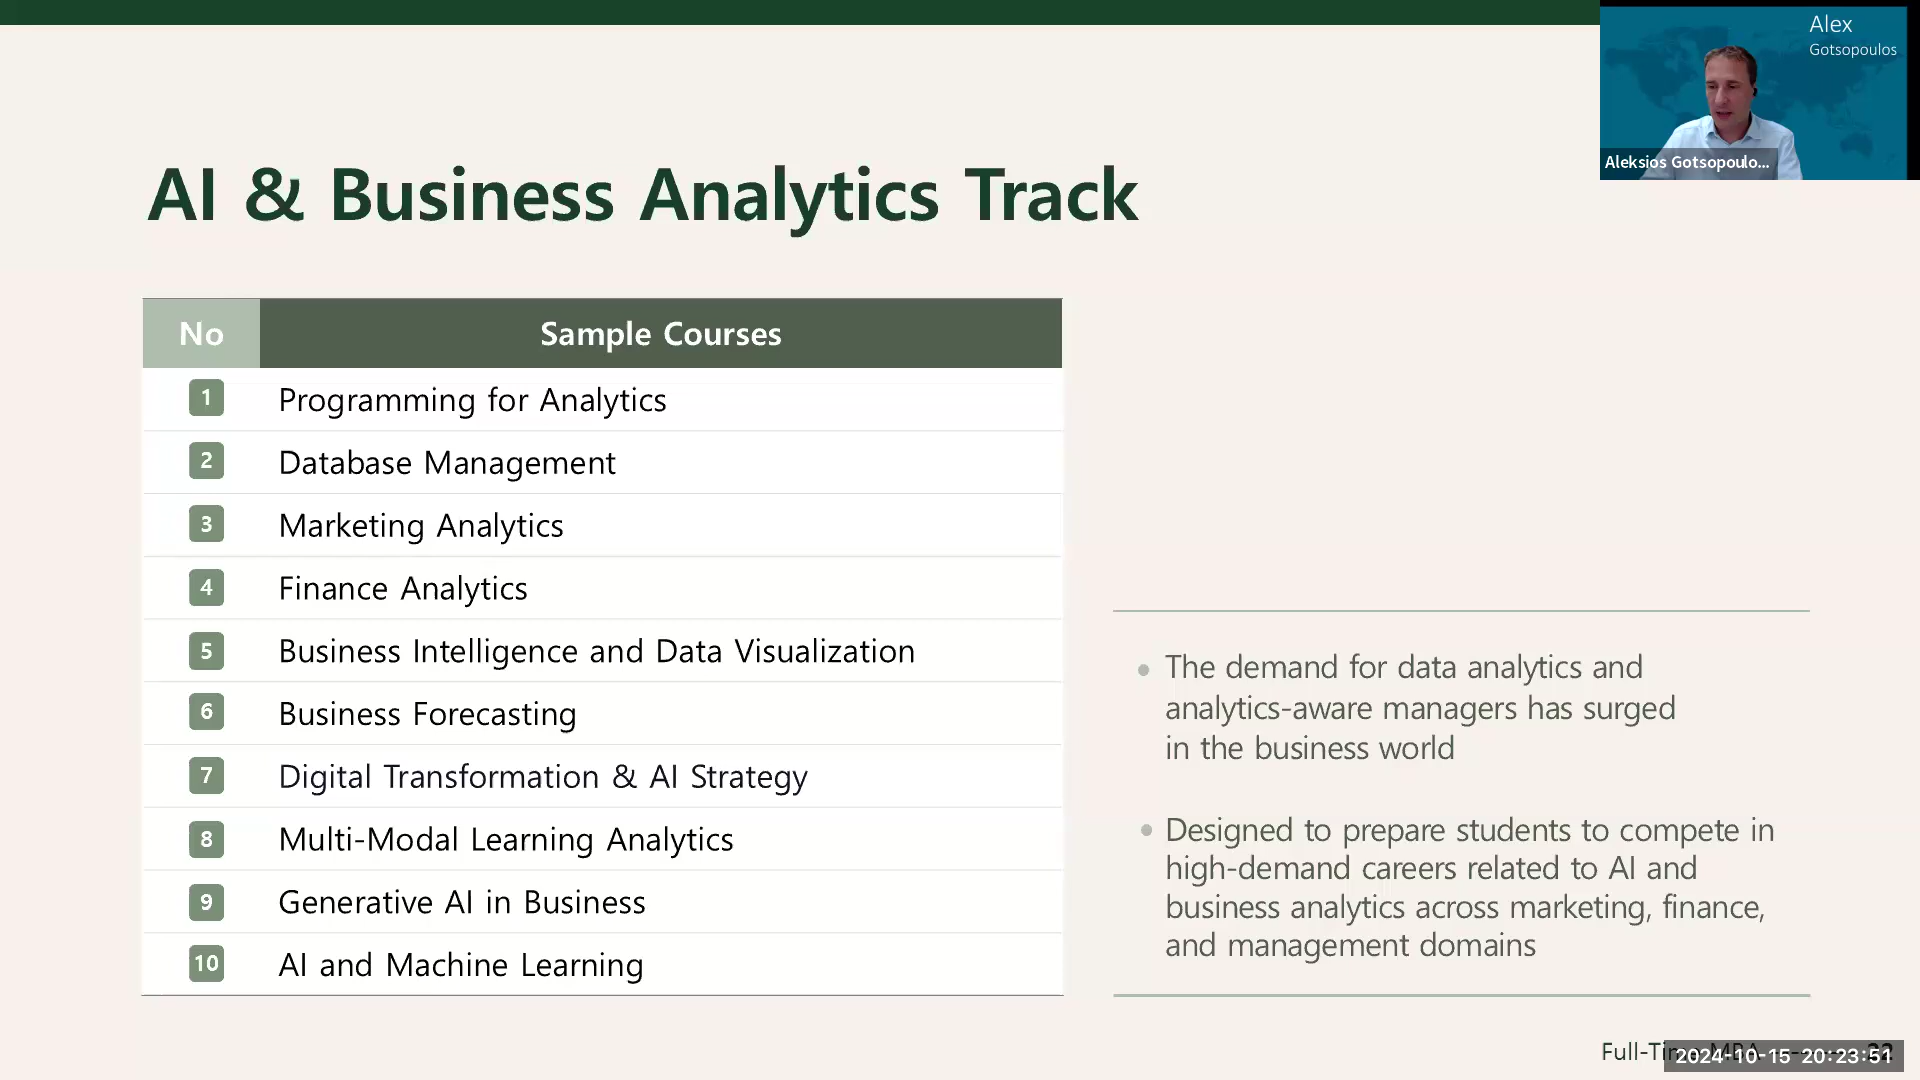 Alex
Gotsopoulos
Aleksios Gotsopoulo...
AI & Business Analytics Track
No
Sample Courses
1
Programming for Analytics
2
Database Management
3
Marketing Analytics
4
Finance Analytics
5
Business Intelligence and Data Visualization
6
Business Forecasting
7
Digital Transformation & AI Strategy
8
Multi-Modal Learning Analytics
9
Generative AI in Business
10
AI and Machine Learning
The demand for data analytics and
analytics-aware managers has surged
in the business world
Designed to prepare students to compete in
high-demand careers related to AI and
business analytics across marketing, finance,
and management domains
Full-Time MBA
2024-10-15 20:23:51